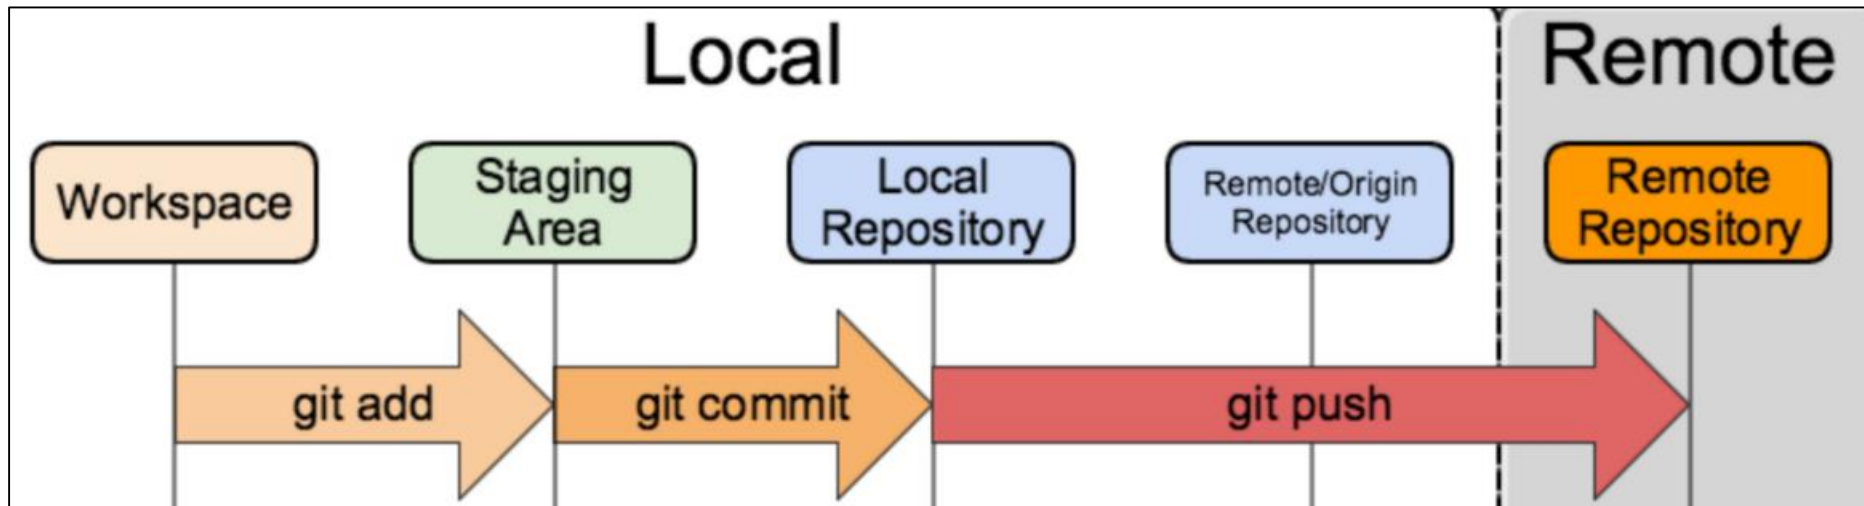 Local
Remote
Workspace
Staging
Area
Local
Repository
Remote/Origin
Repository
Remote
Repository
git add
git commit
git push